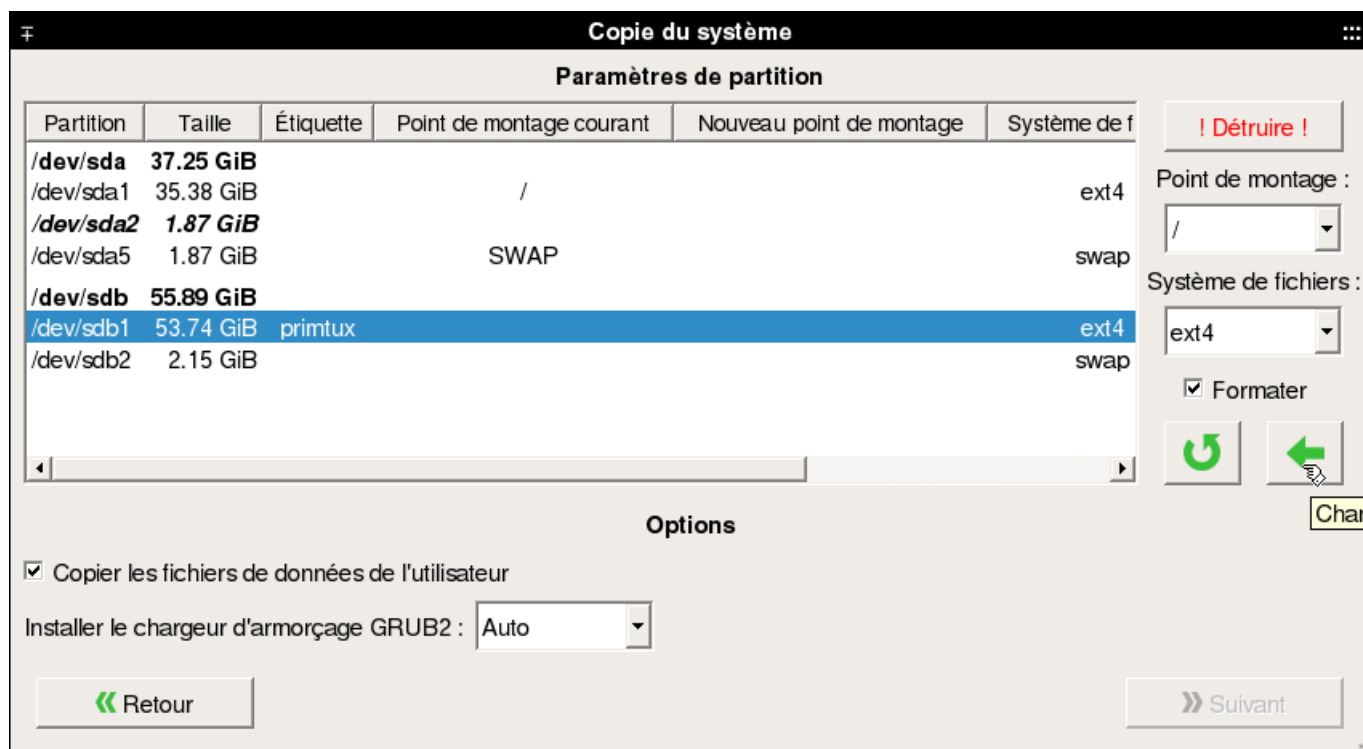 Copie du système
Paramètres de partition
Partition Taille Étiquette Point de montage courant Nouveau point de montage Système de f
! Détruire !
/dev/sda 37.25 GiB
/dev/sda1 35.38 GiB / ext4
Point de montage :
/dev/sda2 1.87 GiB
/
/dev/sda5 1.87 GiB SWAP swap
Système de fichiers :
/dev/sdb 55.89 GiB
/dev/sdb1 53.74 GiB primtux ext4
ext4
/dev/sdb2 2.15 GiB swap
Formater
Char
Options
Copier les fichiers de données de l'utilisateur
Installer le chargeur d'armorçage GRUB2 : Auto
Retour
Suivant